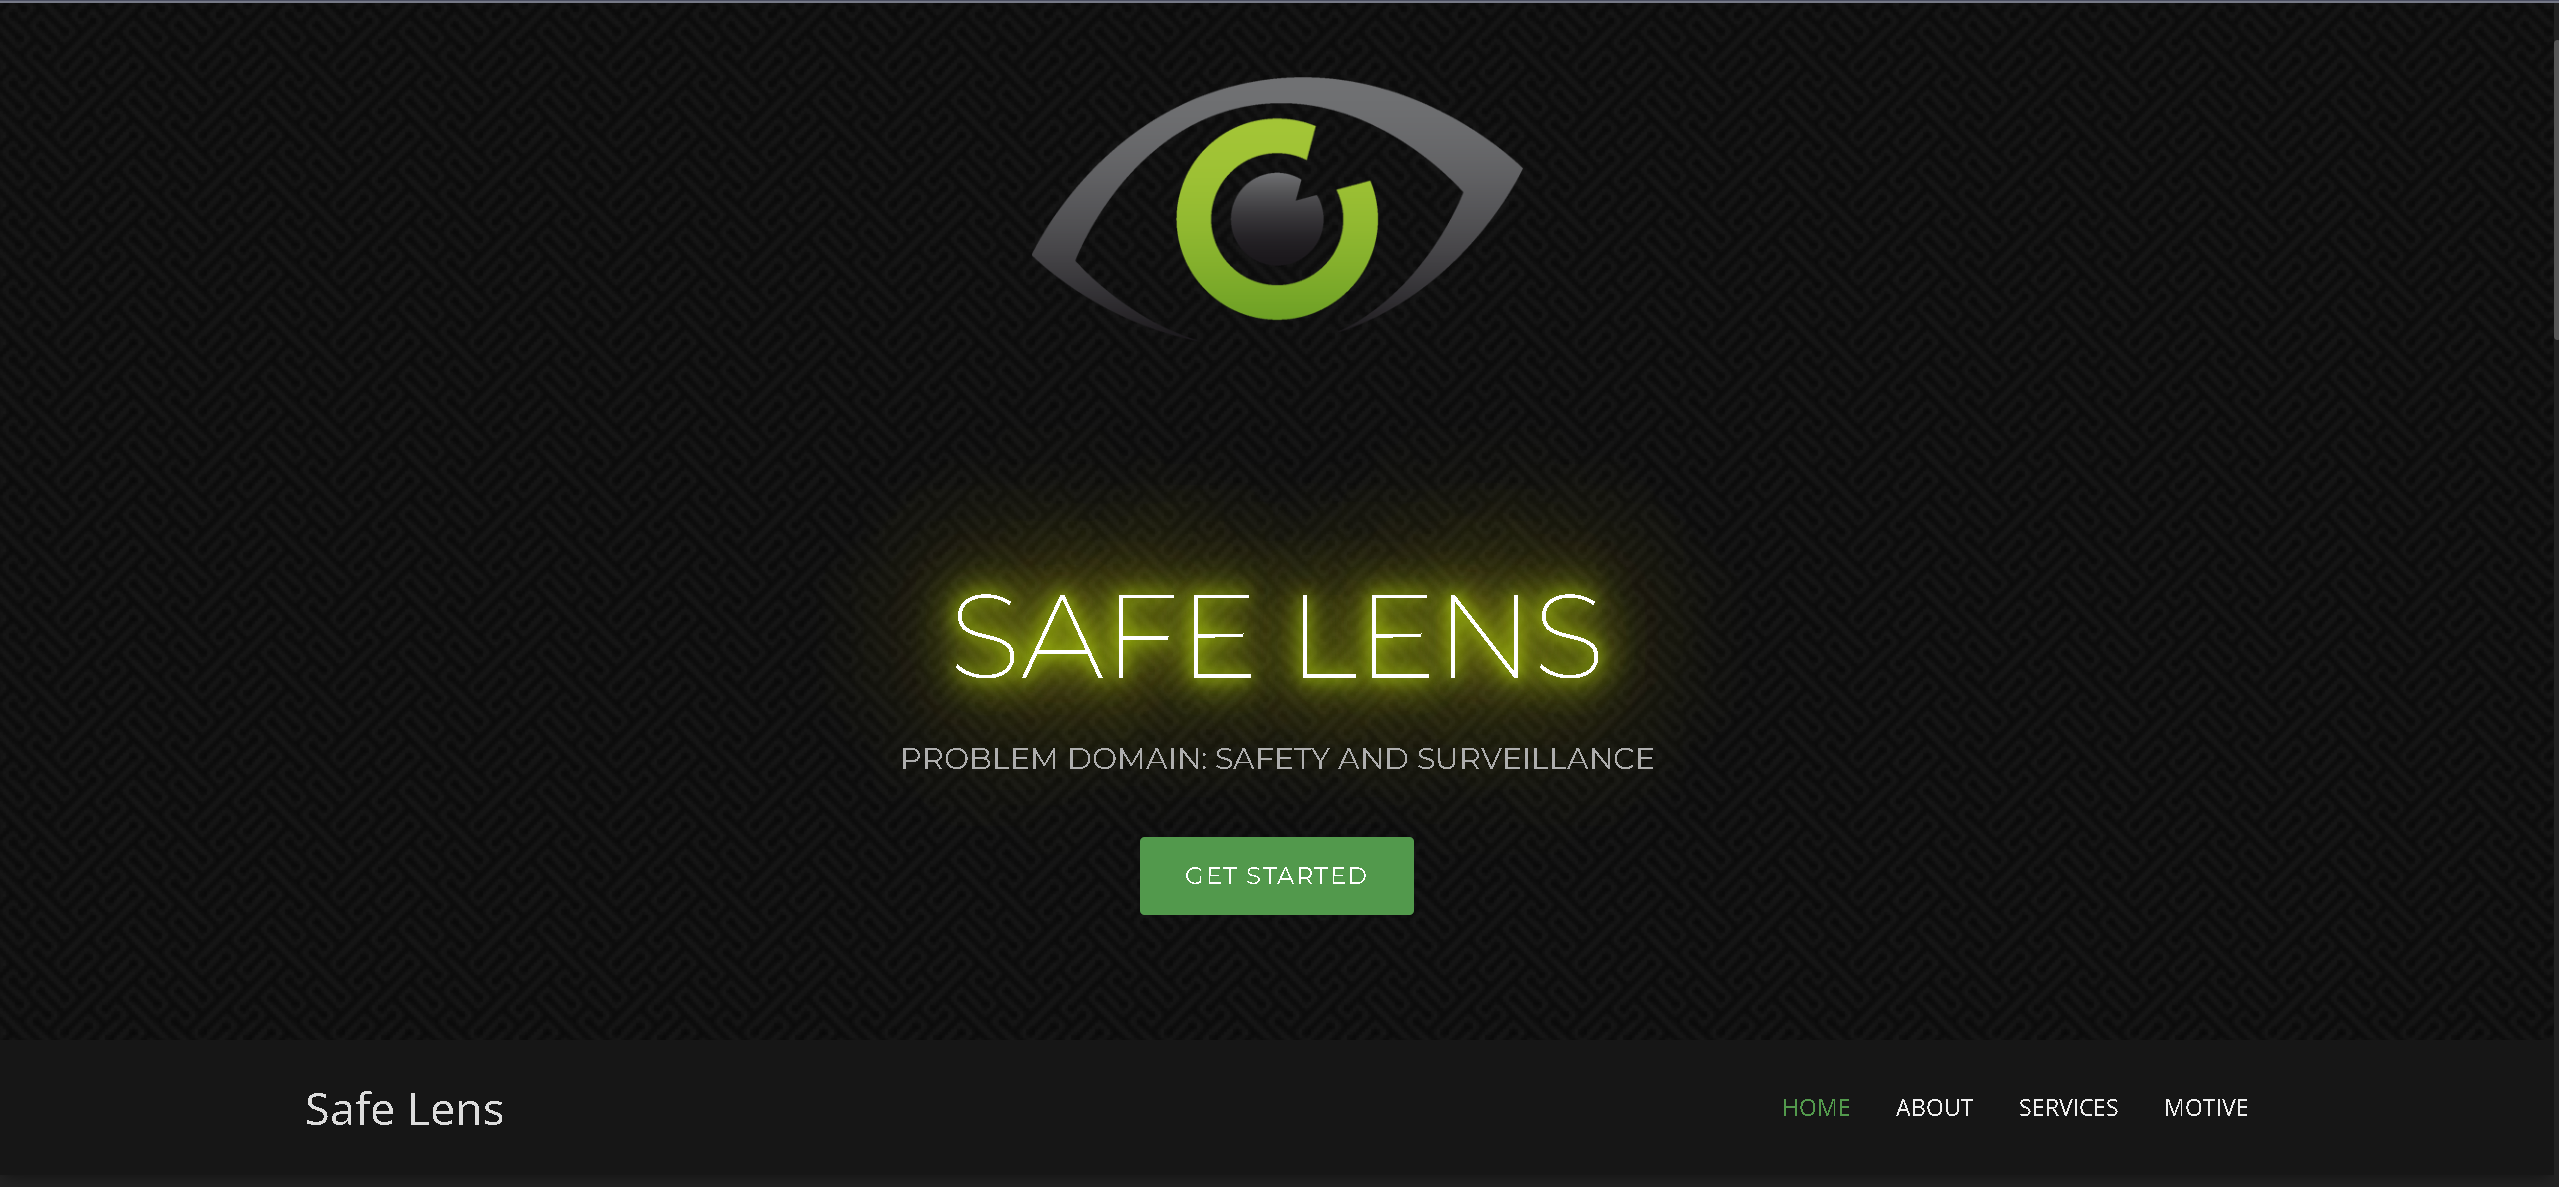 SAFE LENS
PROBLEM DOMAIN: SAFETY AND SURVEILLANCE
GET STARTED
Safe Lens
HOME ABOUT SERVICES MOTIVE